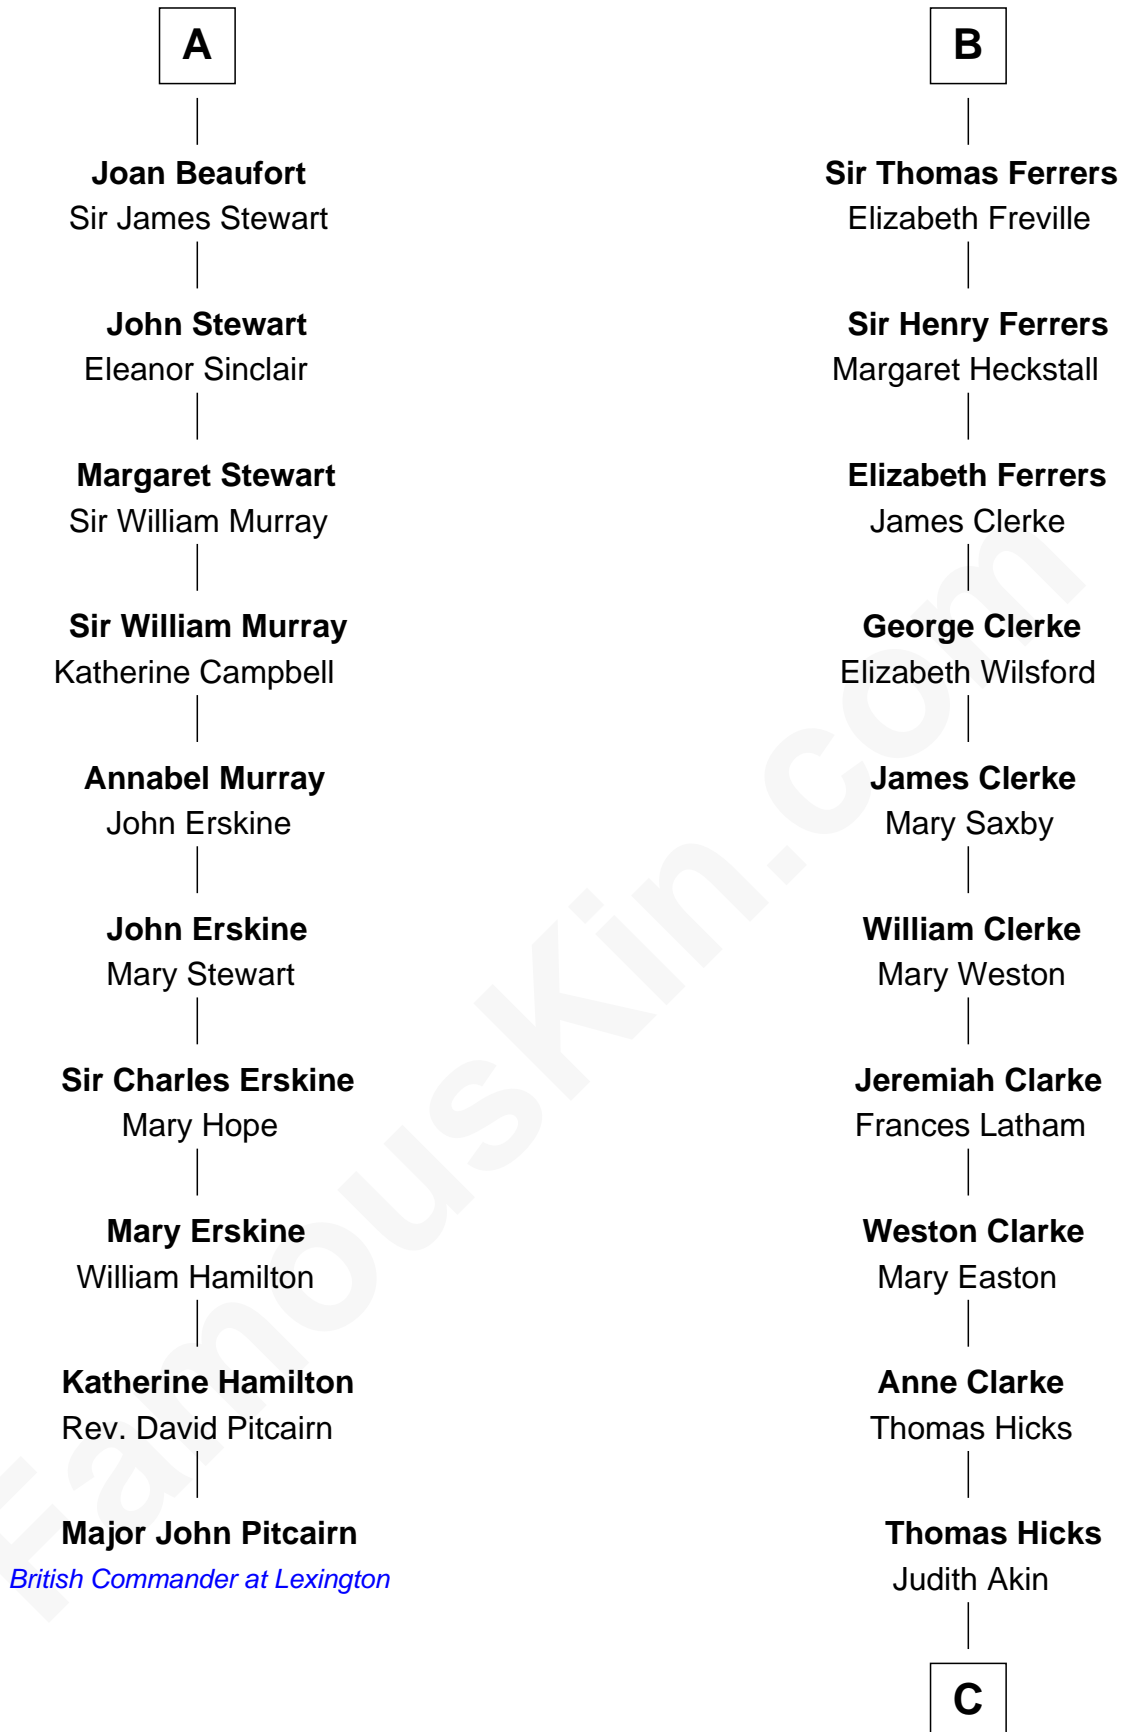 A
Joan Beaufort
Sir James Stewart
John Stewart
Eleanor Sinclair
Margaret Stewart
Sir William Murray
Sir William Murray
Katherine Campbell
Annabel Murray
John Erskine
John Erskine
Mary Stewart
Sir Charles Erskine
Mary Hope
Mary Erskine
William Hamilton
Katherine Hamilton
Rev. David Pitcairn
Major John Pitcairn
British Commander at Lexington
B
Sir Thomas Ferrers
Elizabeth Freville
Sir Henry Ferrers
Margaret Heckstall
Elizabeth Ferrers
James Clerke
George Clerke
Elizabeth Wilsford
James Clerke
Mary Saxby
William Clerke
Mary Weston
Jeremiah Clarke
Frances Latham
Weston Clarke
Mary Easton
Anne Clarke
Thomas Hicks
Thomas Hicks
Judith Akin
C
FamousKin.com